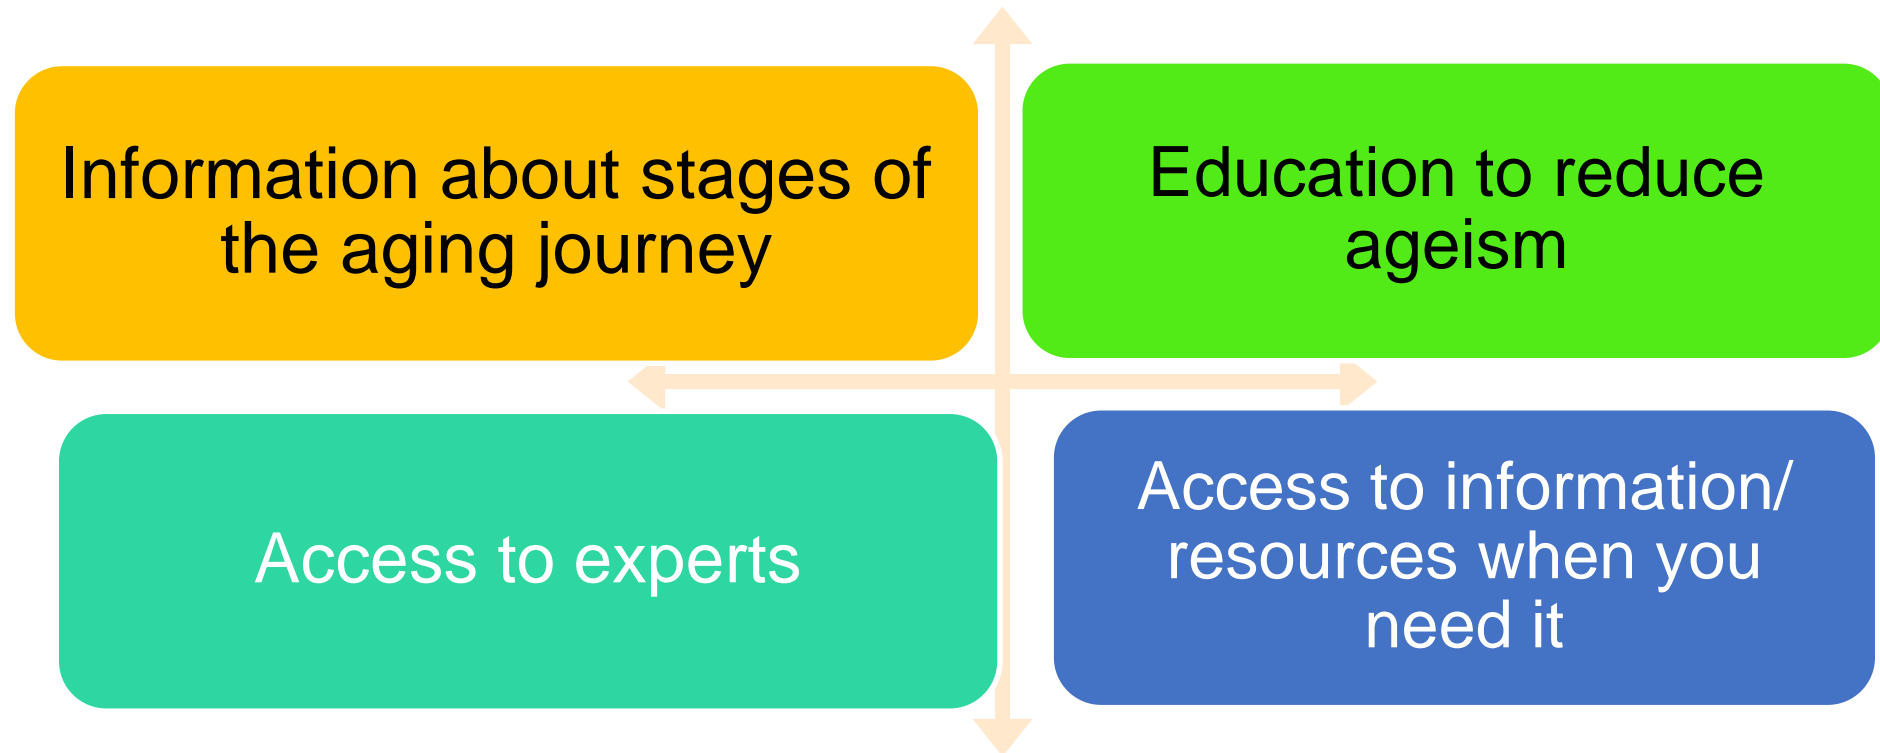 Information about stages of
the aging journey
Education to reduce
ageism
Access to experts
Access to information/
resources when you
need it